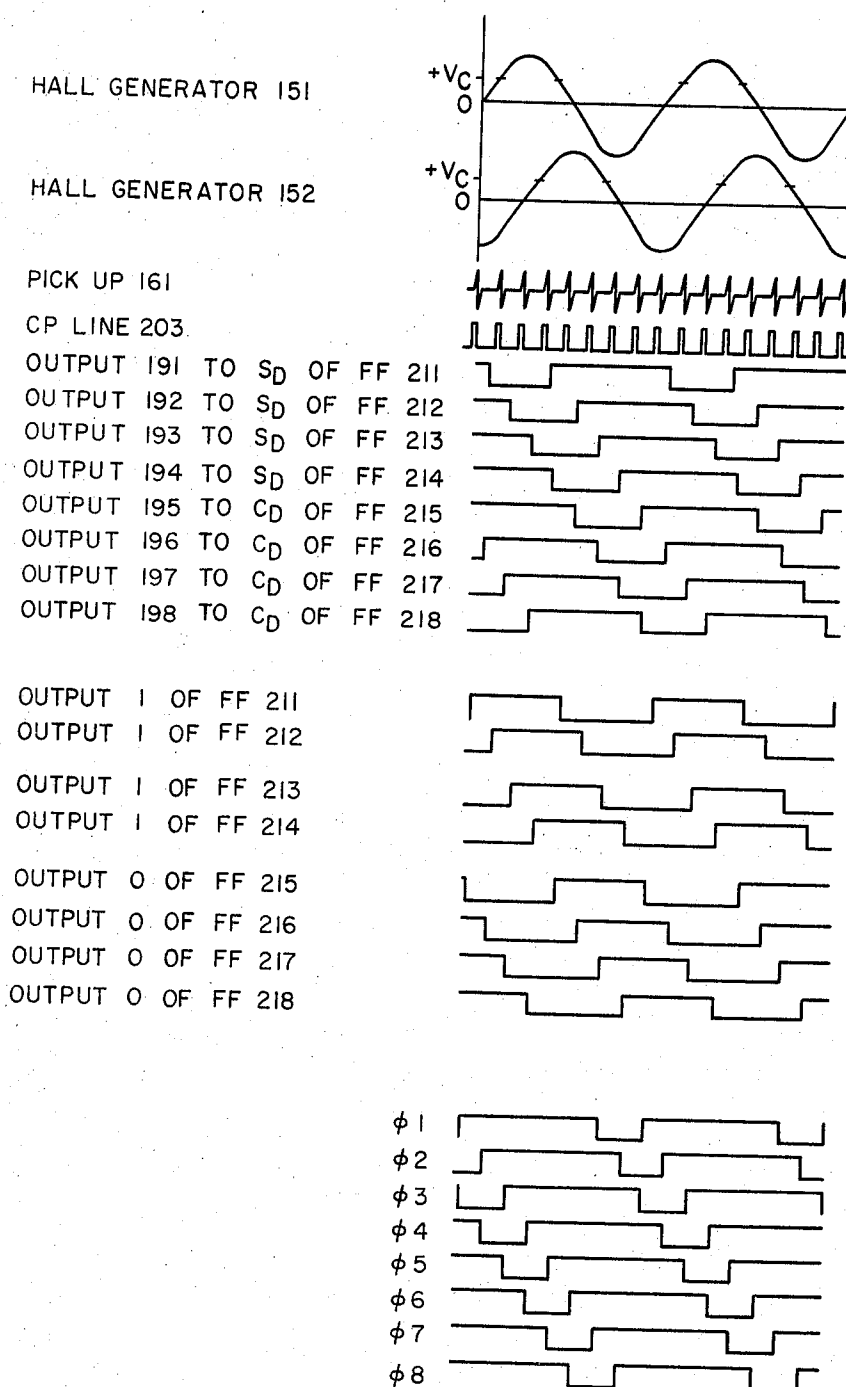 HALL GENERATOR 151
+VC
0
HALL GENERATOR 152
+VC
0
PICK UP 161
CP LINE 203
OUTPUT 191 TO SD OF FF 211
OUTPUT 192 TO SD OF FF 212
OUTPUT 193 TO SD OF FF 213
OUTPUT 194 TO SD OF FF 214
OUTPUT 195 TO CD OF FF 215
OUTPUT 196 TO CD OF FF 216
OUTPUT 197 TO CD OF FF 217
OUTPUT 198 TO CD OF FF 218
OUTPUT 1 OF FF 211
OUTPUT 1 OF FF 212
OUTPUT 1 OF FF 213
OUTPUT 1 OF FF 214
OUTPUT 0 OF FF 215
OUTPUT 0 OF FF 216
OUTPUT 0 OF FF 217
OUTPUT 0 OF FF 218
ϕ1
ϕ2
ϕ3
ϕ4
ϕ5
ϕ6
ϕ7
ϕ8